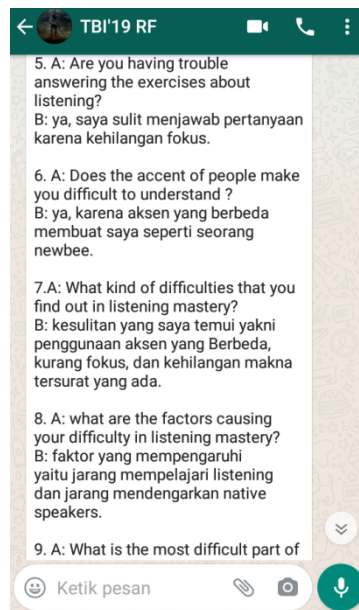 TBI'19 RF
5. A: Are you having trouble
answering the exercises about
listening?
B: ya, saya sulit menjawab pertanyaan
karena kehilangan fokus.
6. A: Does the accent of people make
you difficult to understand ?
B: ya, karena aksen yang berbeda
membuat saya seperti seorang
newbee.
7.A: What kind of difficulties that you
find out in listening mastery?
B: kesulitan yang saya temui yakni
penggunaan aksen yang Berbeda,
kurang fokus, dan kehilangan makna
tersurat yang ada.
8. A: what are the factors causing
your difficulty in listening mastery?
B: faktor yang mempengaruhi
yaitu jarang mempelajari listening
dan jarang mendengarkan native
speakers.
9. A: What is the most difficult part of
Ketik pesan